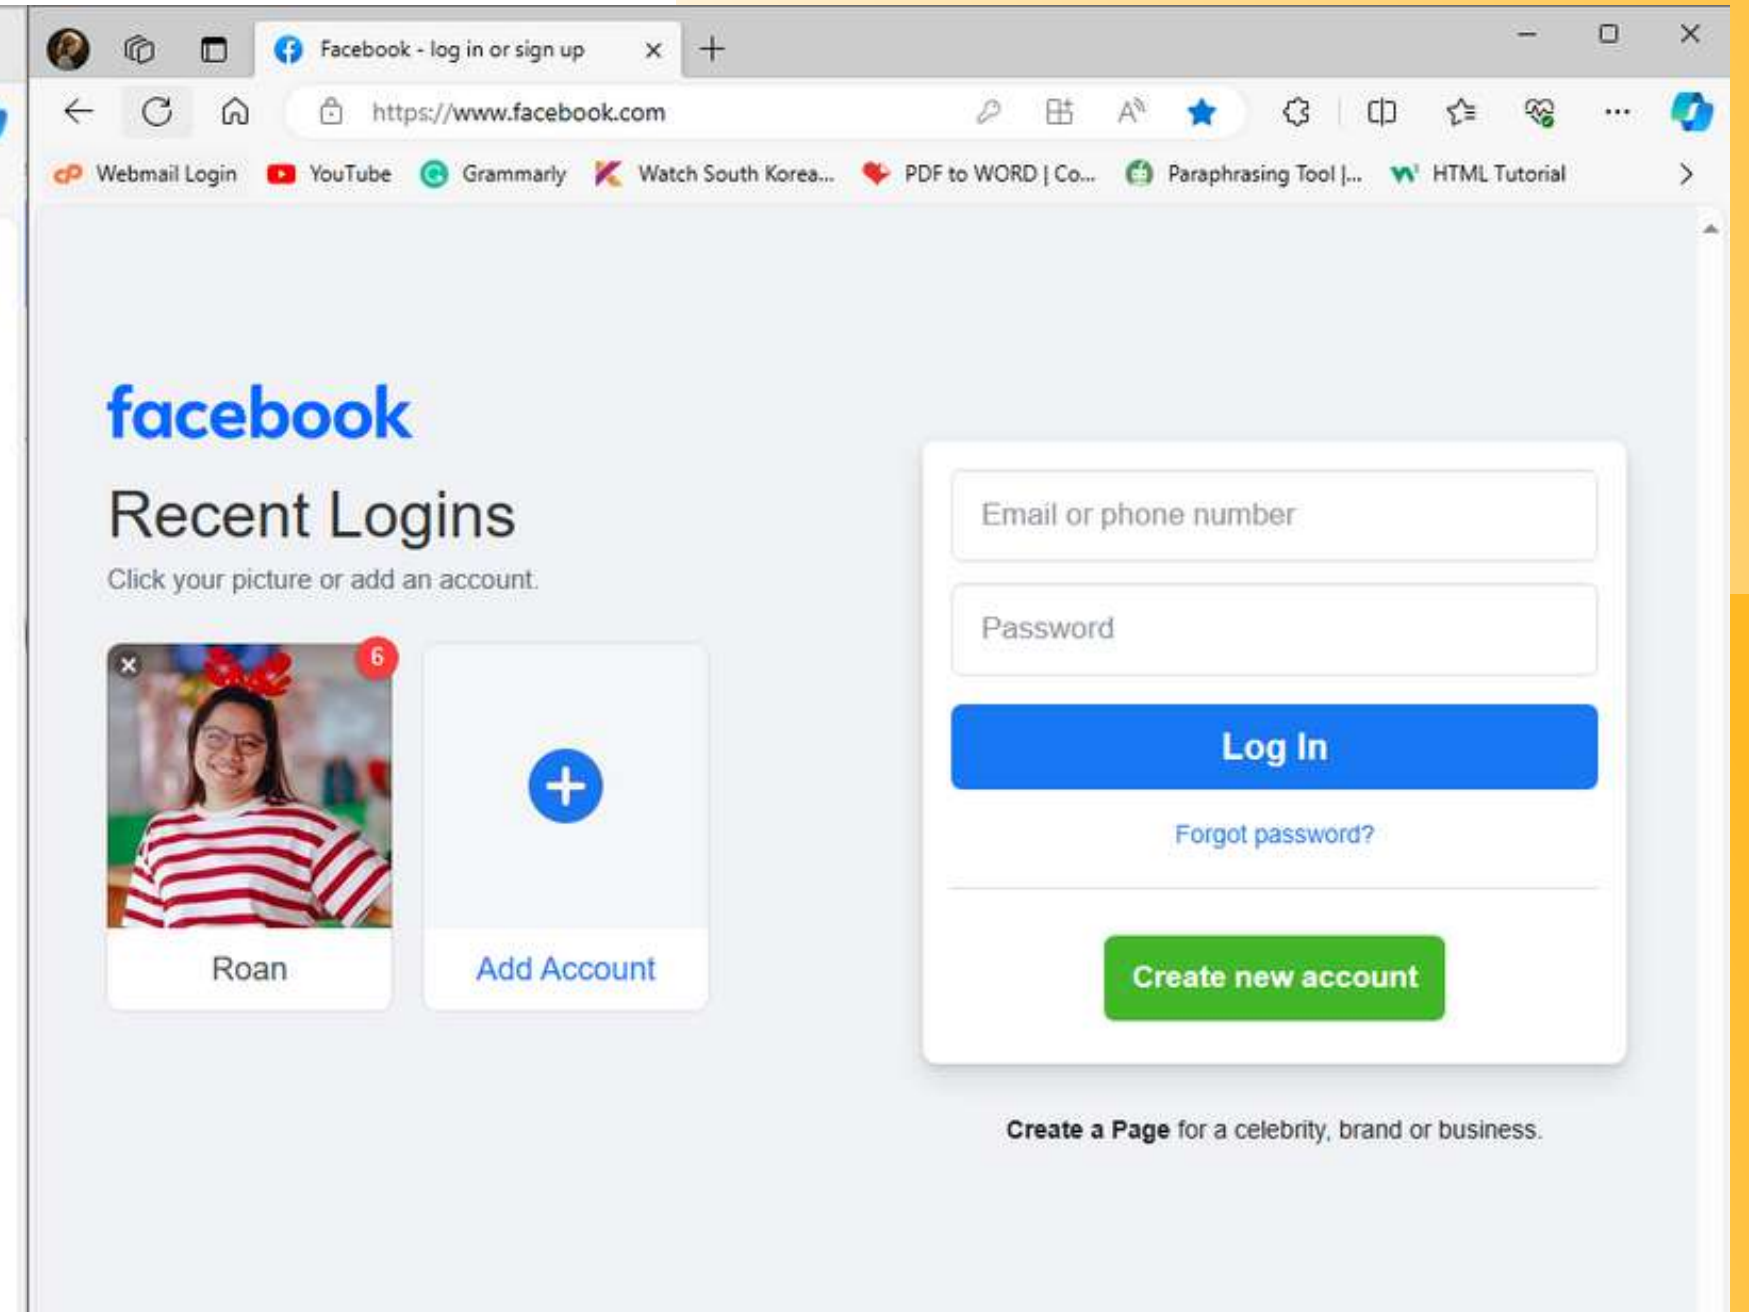 Facebook - log in or sign up
https://www.facebook.com
Webmail Login YouTube Grammarly Watch South Korea... PDF to WORD | Co... Paraphrasing Tool |... HTML Tutorial
facebook
Recent Logins
Click your picture or add an account.
6
Roan
Add Account
Email or phone number
Password
Log In
Forgot password?
Create new account
Create a Page for a celebrity, brand or business.